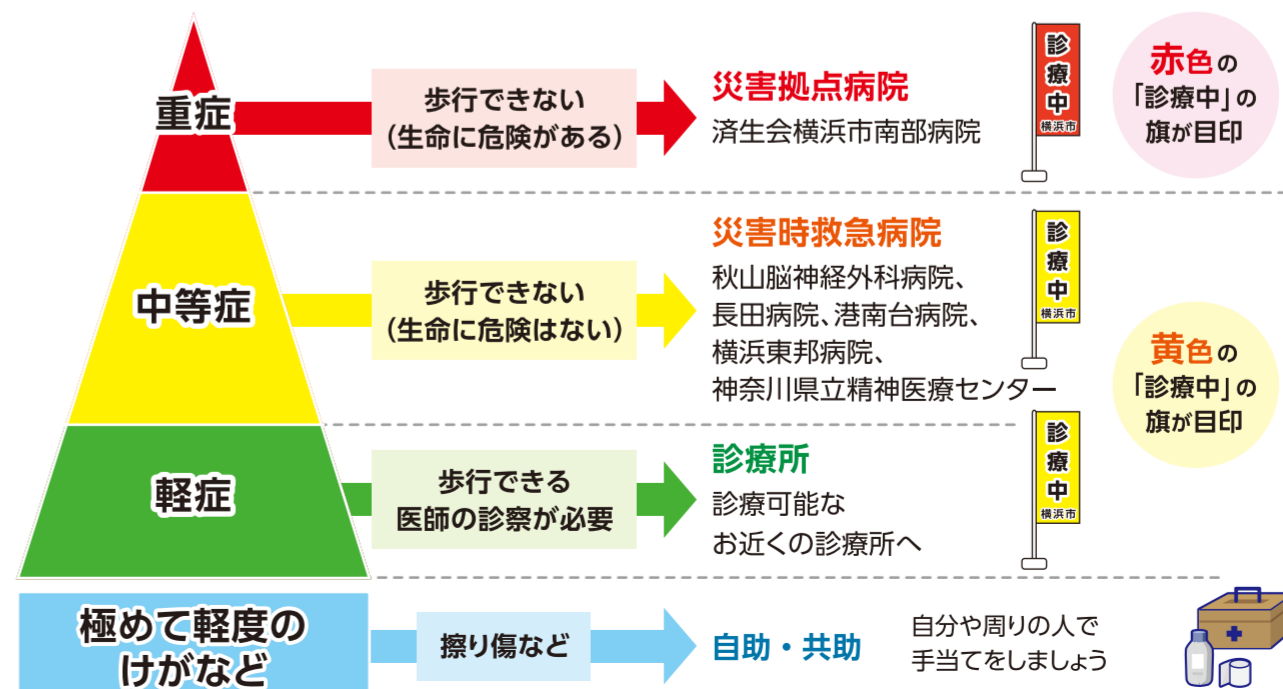 重症
歩行できない
(生命に危険がある)
災害拠点病院
済生会横浜市南部病院
診療中
横浜市
赤色の
「診療中」の
旗が目印
中等症
歩行できない
(生命に危険はない)
災害時救急病院
秋山脳神経外科病院、
長田病院、港南台病院、
横浜東邦病院、
神奈川県立精神医療センター
診療中
横浜市
黄色の
「診療中」の
旗が目印
軽症
歩行できる
医師の診察が必要
診療所
診療可能な
お近くの診療所へ
診療中
横浜市
極めて軽度の
けがなど
擦り傷など
自助・共助
自分や周りの人で
手当てをしましょう